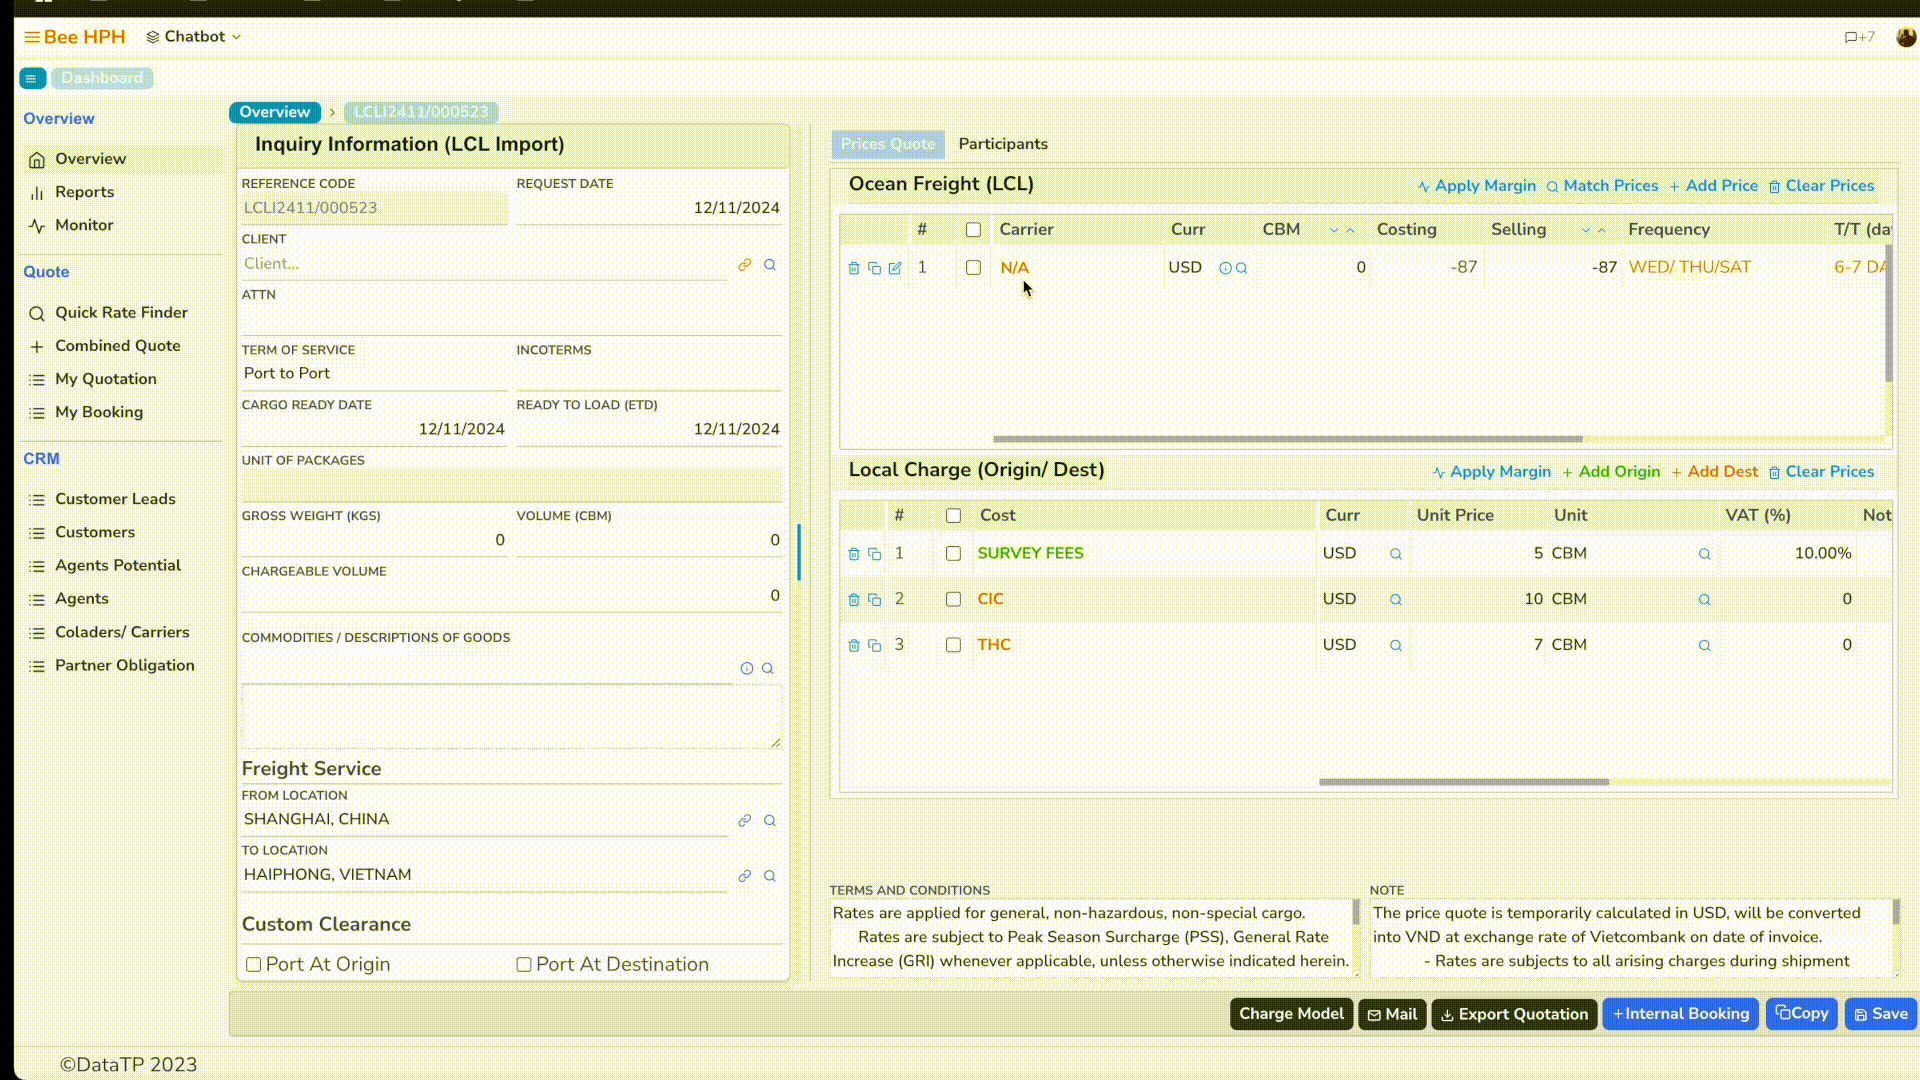 Bee HPH
Chatbot
+7
Dashboard
Overview
Overview
Reports
Monitor
Quote
Quick Rate Finder
Combined Quote
My Quotation
My Booking
CRM
Customer Leads
Customers
Agents Potential
Agents
Coladers/ Carriers
Partner Obligation
Overview > LCLI2411/000523
Inquiry Information (LCL Import)
REFERENCE CODE REQUEST DATE
LCLI2411/000523 12/11/2024
CLIENT
Client...
ATTN
TERM OF SERVICE INCOTERMS
Port to Port
CARGO READY DATE READY TO LOAD (ETD)
12/11/2024 12/11/2024
UNIT OF PACKAGES
GROSS WEIGHT (KGS) VOLUME (CBM)
0 0
CHARGEABLE VOLUME
0
COMMODITIES / DESCRIPTIONS OF GOODS
Freight Service
FROM LOCATION
SHANGHAI, CHINA
TO LOCATION
HAIPHONG, VIETNAM
Custom Clearance
Port At Origin Port At Destination
Prices Quote Participants
Ocean Freight (LCL) Apply Margin Match Prices + Add Price Clear Prices
# Carrier Curr CBM Costing Selling Frequency T/T (da
1 N/A USD 0 -87 -87 WED/ THU/SAT 6-7 DA
Local Charge (Origin/ Dest) Apply Margin + Add Origin + Add Dest Clear Prices
# Cost Curr Unit Price Unit VAT (%) Not
1 SURVEY FEES USD 5 CBM 10.00%
2 CIC USD 10 CBM 0
3 THC USD 7 CBM 0
TERMS AND CONDITIONS
Rates are applied for general, non-hazardous, non-special cargo.
Rates are subject to Peak Season Surcharge (PSS), General Rate
Increase (GRI) whenever applicable, unless otherwise indicated herein.
NOTE
The price quote is temporarily calculated in USD, will be converted
into VND at exchange rate of Vietcombank on date of invoice.
- Rates are subjects to all arising charges during shipment
Charge Model Mail Export Quotation +Internal Booking Copy Save
©DataTP 2023